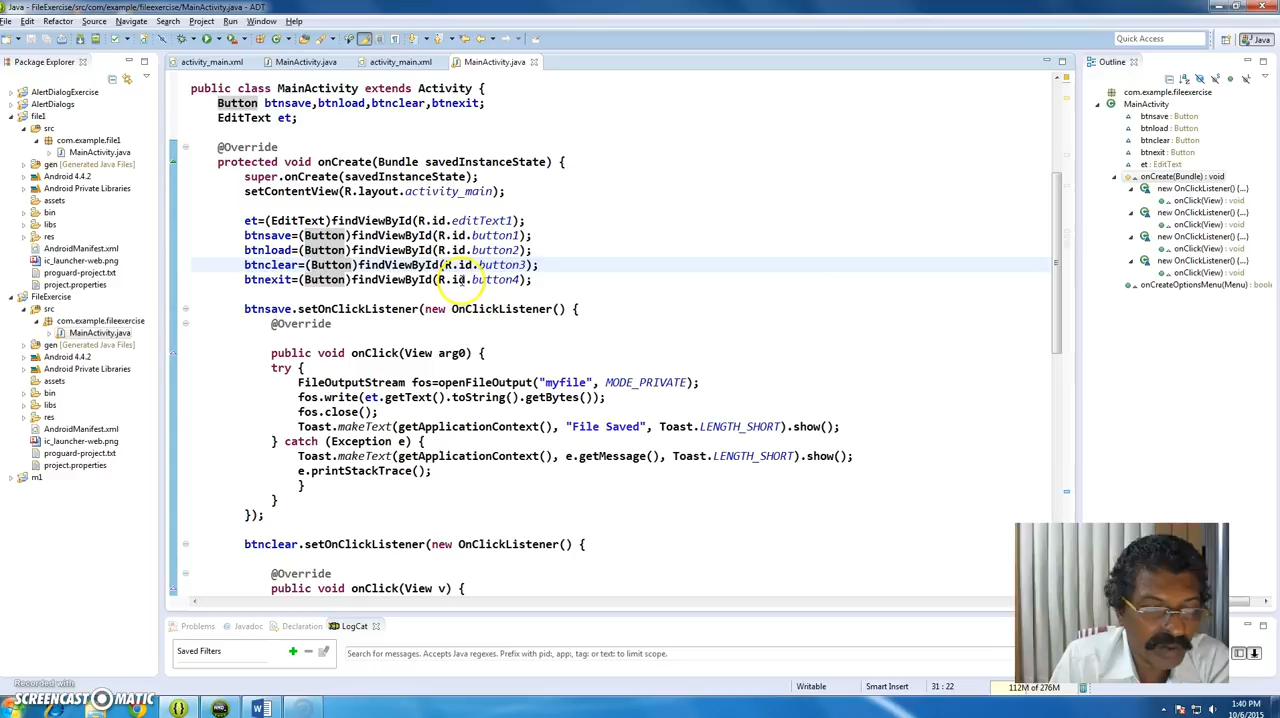 Java - FileExercise/src/com/example/fileexercise/MainActivity.java - ADT
File Edit Refactor Source Navigate Search Project Run Window Help
Quick Access
Java
Package Explorer
activity_main.xml MainActivity.java activity_main.xml MainActivity.java
Outline
AlertDialogExercise
AlertDialogs
file1
src
com.example.file1
MainActivity.java
gen [Generated Java Files]
Android 4.4.2
Android Private Libraries
assets
bin
libs
res
AndroidManifest.xml
ic_launcher-web.png
proguard-project.txt
project.properties
FileExercise
src
com.example.fileexercise
MainActivity.java
gen [Generated Java Files]
Android 4.4.2
Android Private Libraries
assets
bin
libs
res
AndroidManifest.xml
ic_launcher-web.png
proguard-project.txt
project.properties
m1
public class MainActivity extends Activity {
Button btnsave,btnload,btnclear,btnexit;
EditText et;
@Override
protected void onCreate(Bundle savedInstanceState) {
super.onCreate(savedInstanceState);
setContentView(R.layout.activity_main);
et=(EditText)findViewById(R.id.editText1);
btnsave=(Button)findViewById(R.id.button1);
btnload=(Button)findViewById(R.id.button2);
btnclear=(Button)findViewById(R.id.button3);
btnexit=(Button)findViewById(R.id.button4);
btnsave.setOnClickListener(new OnClickListener() {
@Override
public void onClick(View arg0) {
try {
FileOutputStream fos=openFileOutput("myfile", MODE_PRIVATE);
fos.write(et.getText().toString().getBytes());
fos.close();
Toast.makeText(getApplicationContext(), "File Saved", Toast.LENGTH_SHORT).show();
} catch (Exception e) {
Toast.makeText(getApplicationContext(), e.getMessage(), Toast.LENGTH_SHORT).show();
e.printStackTrace();
}
}
});
btnclear.setOnClickListener(new OnClickListener() {
@Override
public void onClick(View v) {
com.example.fileexercise
MainActivity
btnsave : Button
btnload : Button
btnclear : Button
btnexit : Button
et : EditText
onCreate(Bundle) : void
new OnClickListener() {...}
onClick(View) : void
new OnClickListener() {...}
onClick(View) : void
new OnClickListener() {...}
onClick(View) : void
new OnClickListener() {...}
onClick(View) : void
onCreateOptionsMenu(Menu) : boole
Problems Javadoc Declaration LogCat
Saved Filters
Search for messages. Accepts Java regexes. Prefix with pid:, app:, tag: or text: to limit scope.
Writable Smart Insert 31 : 22 112M of 276M
Recorded with
SCREENCAST-O-MATIC
1:40 PM
10/6/2015